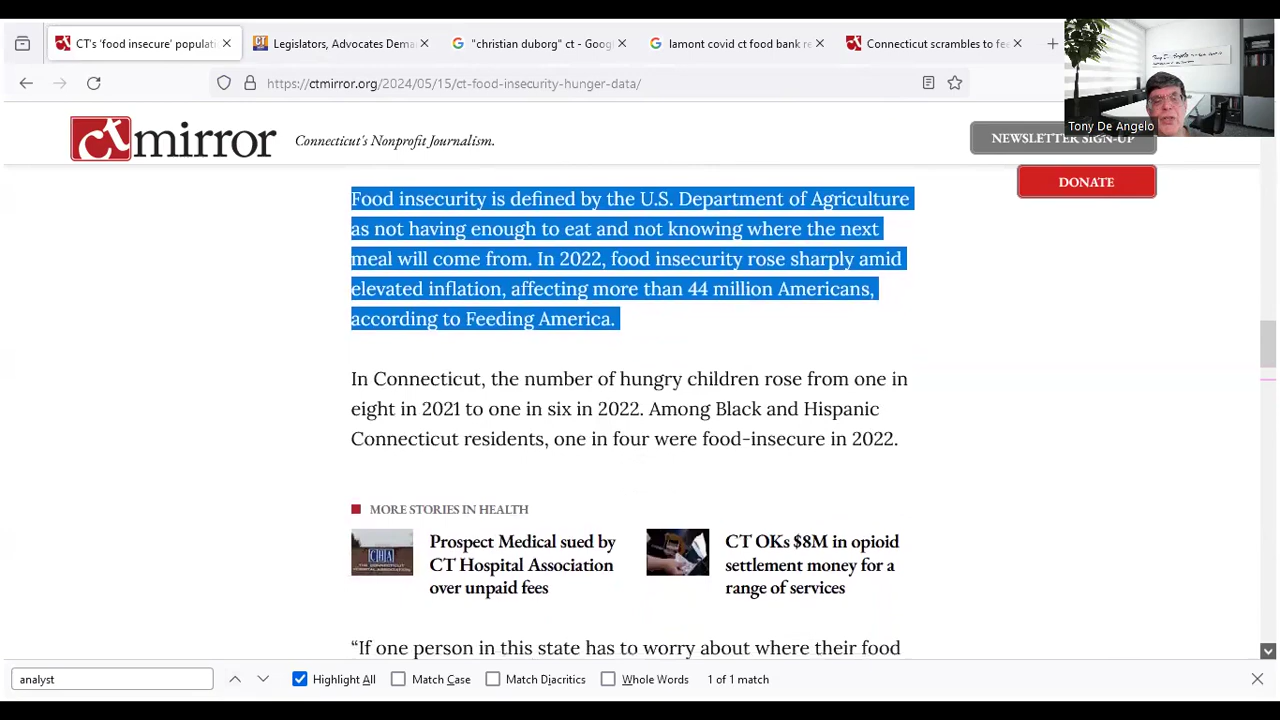 CT's 'food insecure' populati
Legislators, Advocates Dema
"christian duborg" ct - Goog
lamont covid ct food bank re
Connecticut scrambles to fe
https://ctmirror.org/2024/05/15
food-insecurity-hunger-data/
Tony De Angelo
ct mirror
Connecticut's Nonprofit Journalism.
NEWSLETTER SIGN-UP
DONATE
Food insecurity is defined by the U.S. Department of Agriculture
as not having enough to eat and not knowing where the next
meal will come from. In 2022, food insecurity rose sharply amid
elevated inflation, affecting more than 44 million Americans,
according to Feeding America.
In Connecticut, the number of hungry children rose from one in
eight in 2021 to one in six in 2022. Among Black and Hispanic
Connecticut residents, one in four were food-insecure in 2022.
MORE STORIES IN HEALTH
Prospect Medical sued by
CT Hospital Association
over unpaid fees
CT OKs $8M in opioid
settlement money for a
range of services
“If one person in this state has to worry about where their food
analyst
Highlight All
Match Case
Match Diacritics
Whole Words
1 of 1 match